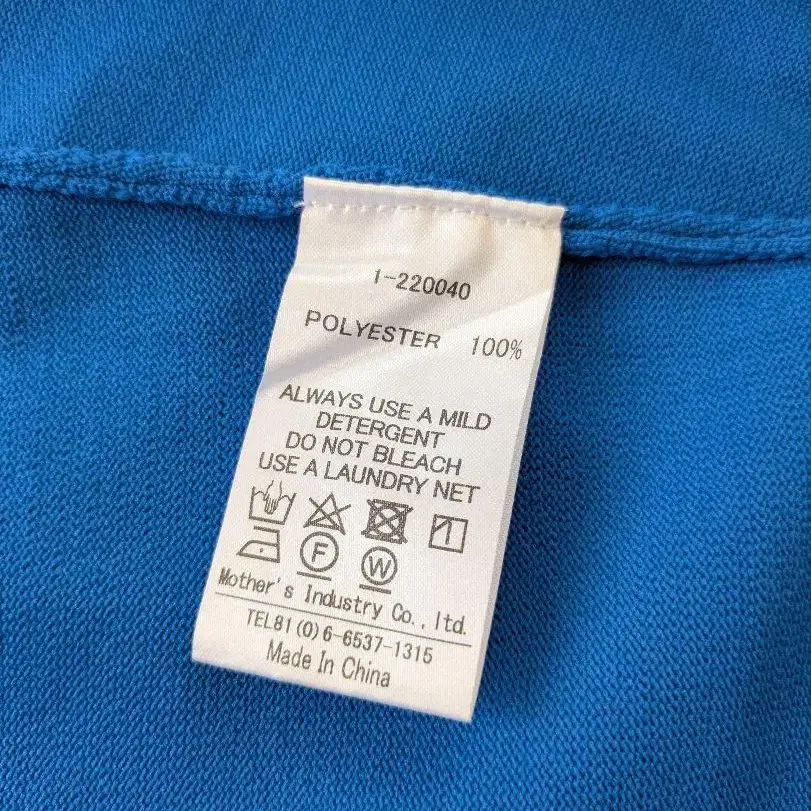 I-220040
POLYESTER 100%
ALWAYS USE A MILD
DETERGENT
DO NOT BLEACH
USE A LAUNDRY NET
F W
Mother's Industry Co., ltd.
TEL81(0)6-6537-1315
Made In China